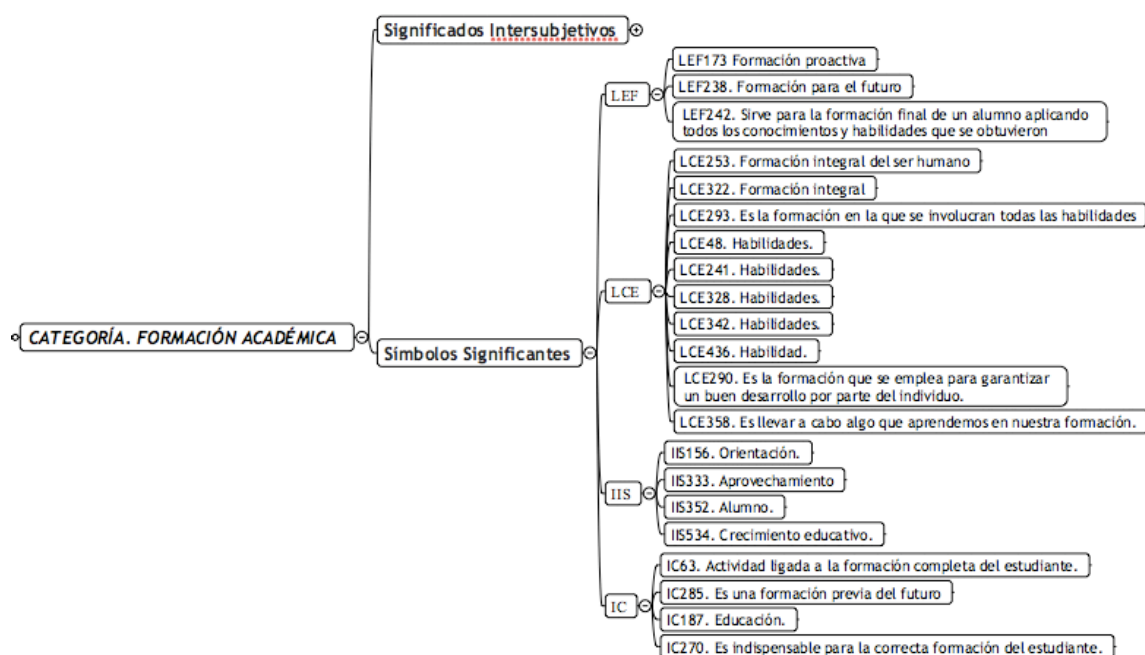 Significados Intersubjetivos
LEF
LEF173 Formación proactiva
LEF238. Formación para el futuro
LEF242. Sirve para la formación final de un alumno aplicando
todos los conocimientos y habilidades que se obtuvieron
CATEGORÍA. FORMACIÓN ACADÉMICA
Símbolos Significantes
LCE
LCE253. Formación integral del ser humano
LCE322. Formación integral
LCE293. Es la formación en la que se involucran todas las habilidades
LCE48. Habilidades.
LCE241. Habilidades.
LCE328. Habilidades.
LCE342. Habilidades.
LCE436. Habilidad.
LCE290. Es la formación que se emplea para garantizar
un buen desarrollo por parte del individuo.
LCE358. Es llevar a cabo algo que aprendemos en nuestra formación.
IIS
IIS156. Orientación.
IIS333. Aprovechamiento
IIS352. Alumno.
IIS534. Crecimiento educativo.
IC
IC63. Actividad ligada a la formación completa del estudiante.
IC285. Es una formación previa del futuro
IC187. Educación.
IC270. Es indispensable para la correcta formación del estudiante.